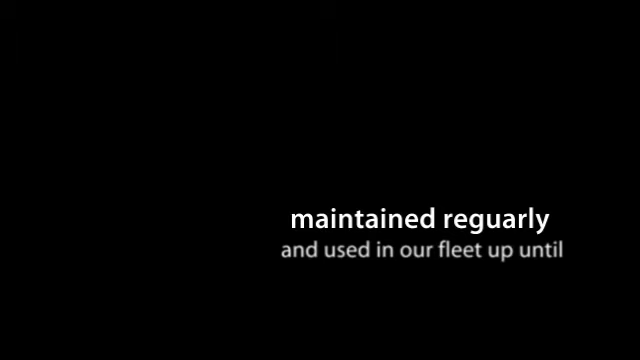 maintained reguarly
and used in our fleet up until